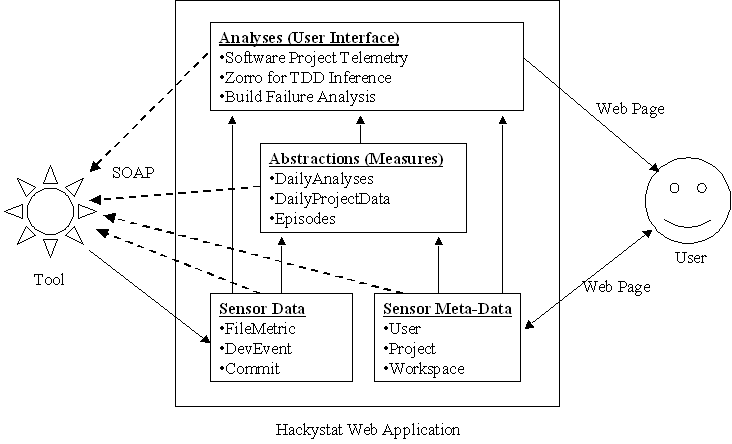 Analyses (User Interface)
•Software Project Telemetry
•Zorro for TDD Inference
•Build Failure Analysis
Web Page
SOAP
Abstractions (Measures)
•DailyAnalyses
•DailyProjectData
•Episodes
Tool
User
Web Page
Sensor Data
•FileMetric
•DevEvent
•Commit
Sensor Meta-Data
•User
•Project
•Workspace
Hackystat Web Application